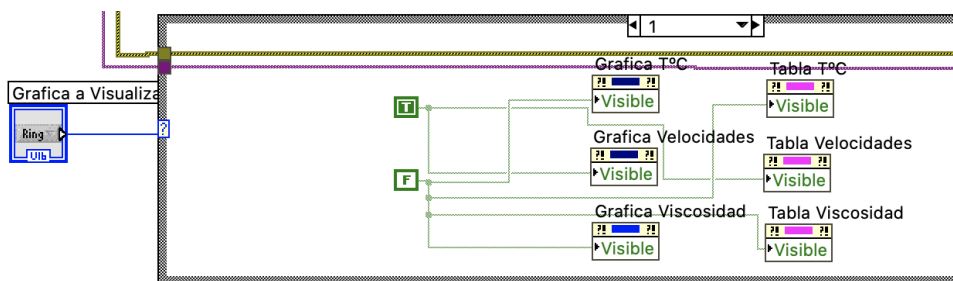 1
Grafica TºC
Tabla TºC
Visible
Visible
Grafica a Visualiza
Ring
U16
?
T
Grafica Velocidades
Tabla Velocidades
?! ?!
?! ?!
Visible
Visible
F
Grafica Viscosidad
Tabla Viscosidad
?! ?!
?! ?!
Visible
Visible